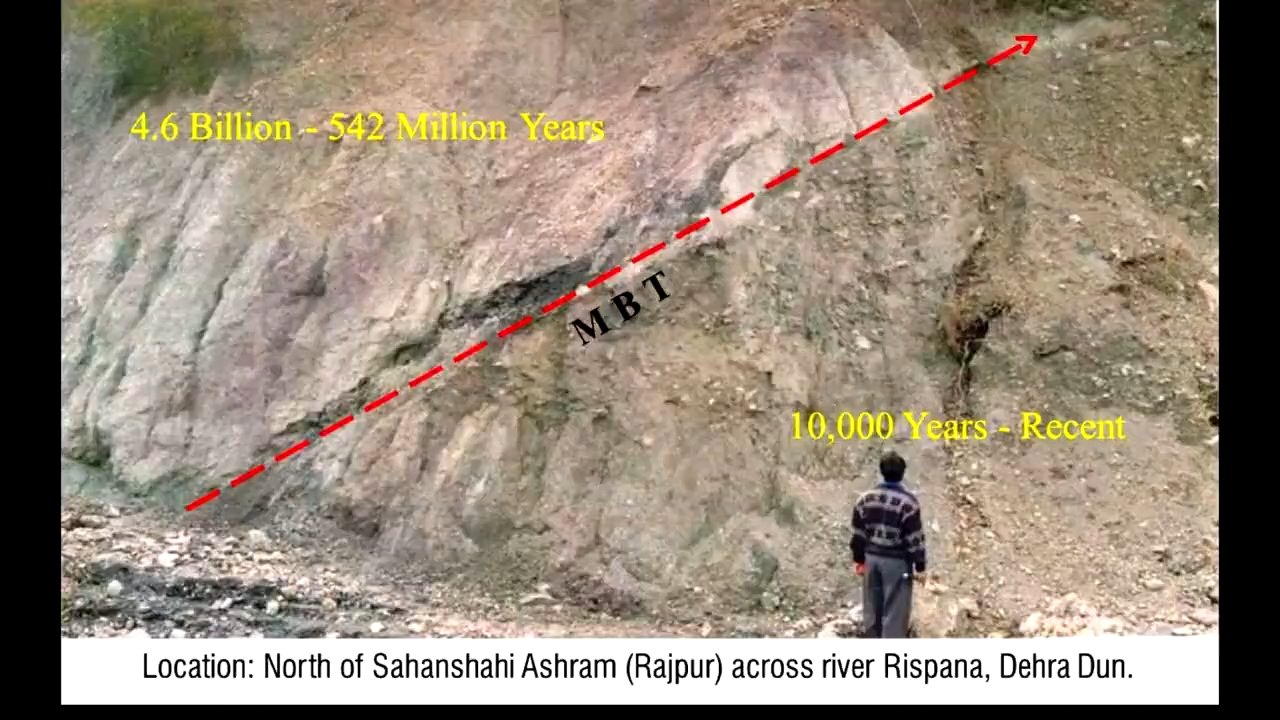 4.6 Billion - 542 Million Years
M B T
10,000 Years - Recent
Location: North of Sahanshahi Ashram (Rajpur) across river Rispana, Dehra Dun.